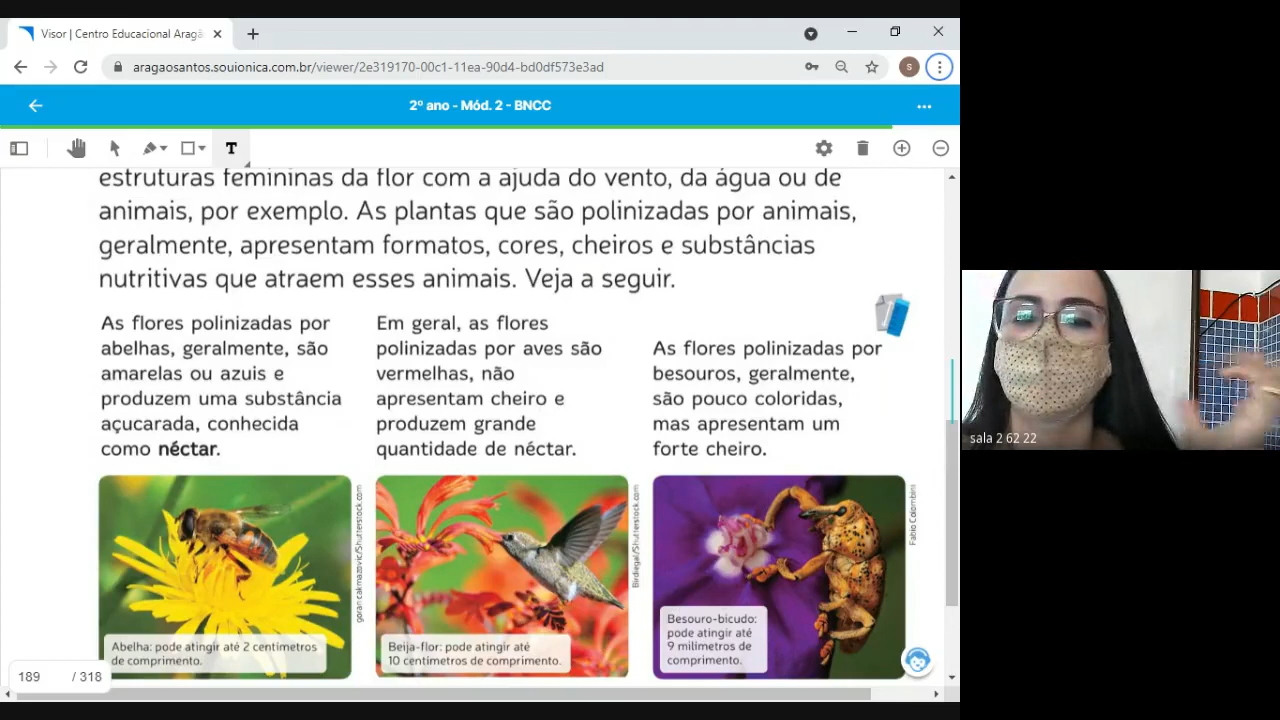 Visor | Centro Educacional Aragã
aragaosantos.souionica.com.br/viewer/2e319170-00c1-11ea-90d4-bd0df573e3ad
s
2º ano - Mód. 2 - BNCC
T
estruturas femininas da flor com a ajuda do vento, da água ou de
animais, por exemplo. As plantas que são polinizadas por animais,
geralmente, apresentam formatos, cores, cheiros e substâncias
nutritivas que atraem esses animais. Veja a seguir.
As flores polinizadas por
abelhas, geralmente, são
amarelas ou azuis e
produzem uma substância
açucarada, conhecida
como néctar.
Em geral, as flores
polinizadas por aves são
vermelhas, não
apresentam cheiro e
produzem grande
quantidade de néctar.
As flores polinizadas por
besouros, geralmente,
são pouco coloridas,
mas apresentam um
forte cheiro.
goran cakmazovic/Shutterstock.com
Birdiegal/Shutterstock.com
Fabio Colombini
Abelha: pode atingir até 2 centímetros
de comprimento.
Beija-flor: pode atingir até
10 centímetros de comprimento.
Besouro-bicudo:
pode atingir até
9 milímetros de
comprimento.
189 / 318
sala 2 62 22